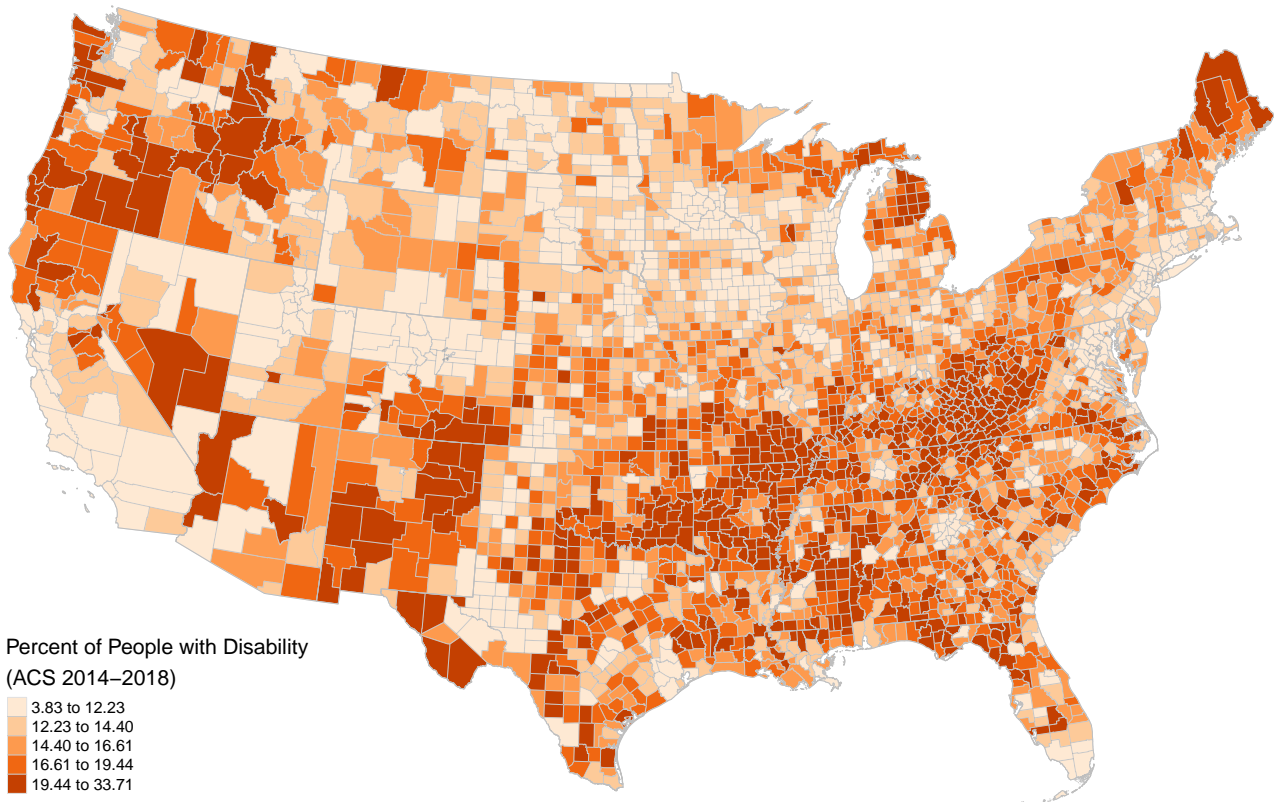 Percent of People with Disability
(ACS 2014–2018)
3.83 to 12.23
12.23 to 14.40
14.40 to 16.61
16.61 to 19.44
19.44 to 33.71